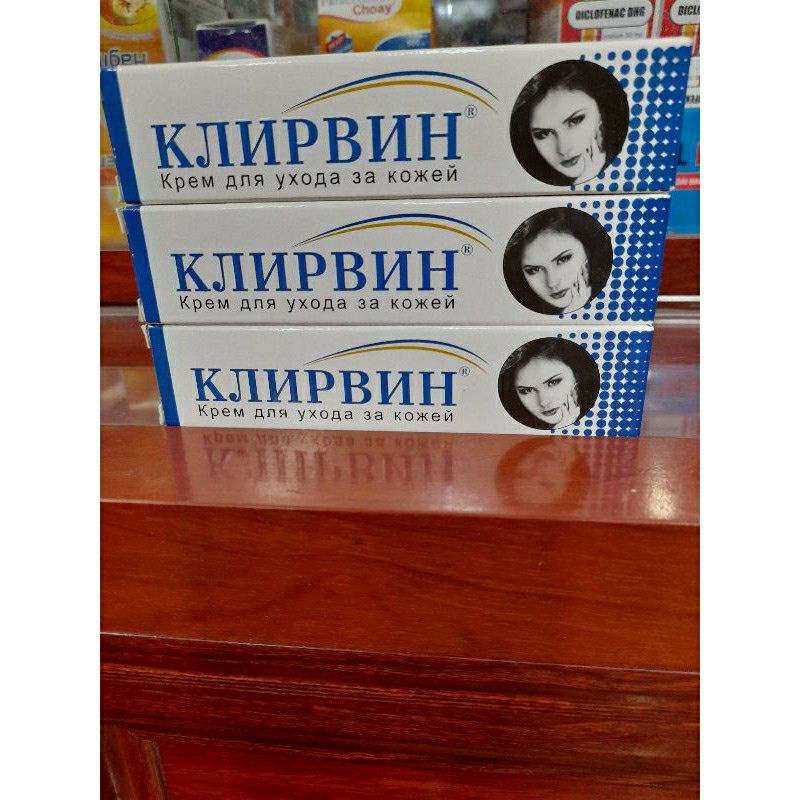 Choay
DICLOFENAC DHG
DICLOFEN
КЛИРВИН®
Крем для ухода за кожей
КЛИРВИН®
Крем для ухода за кожей
КЛИРВИН®
Крем для ухода за кожей